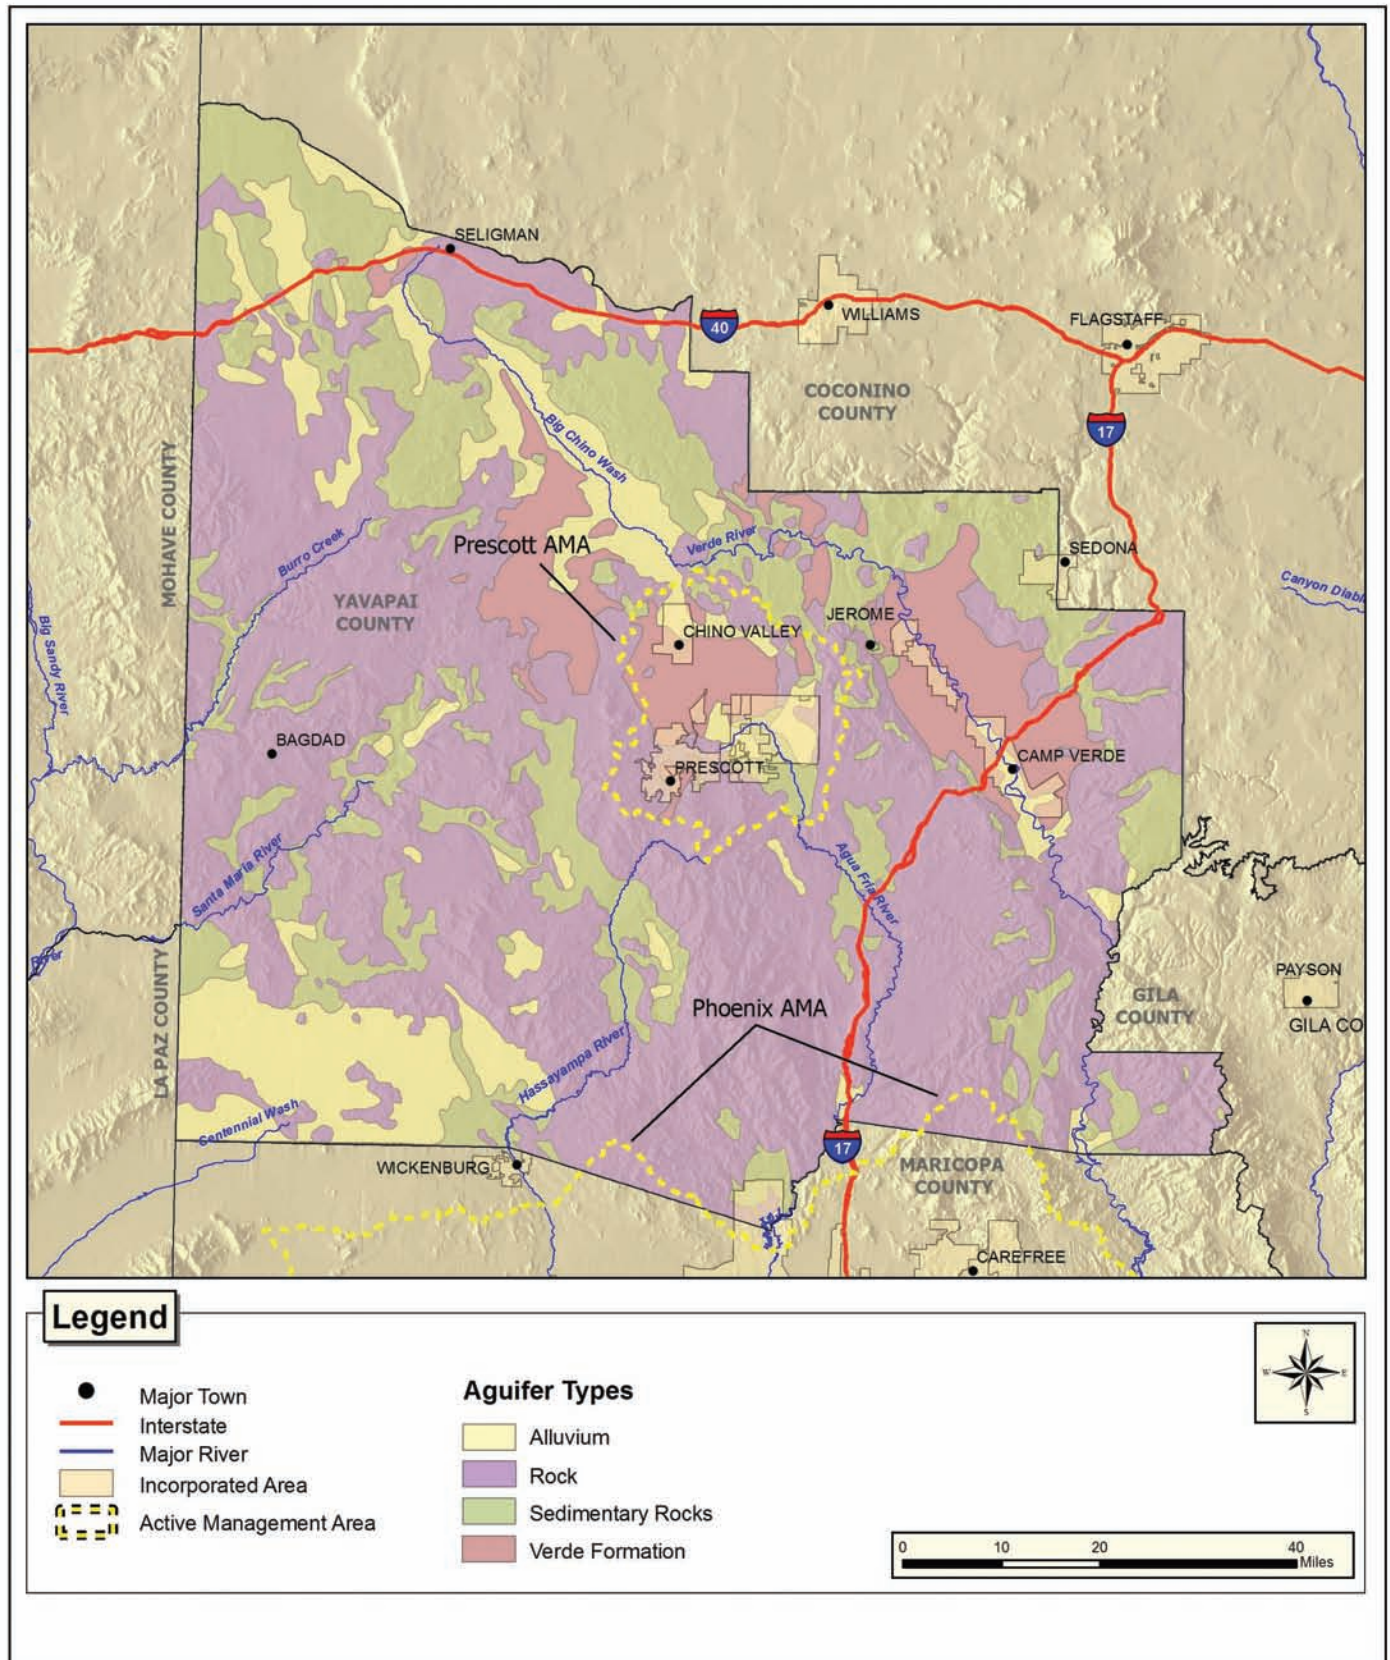 SELIGMAN
40
WILLIAMS
FLAGSTAFF
COCONINO
COUNTY
17
Big Chino Wash
MOHAVE COUNTY
Burro Creek
Prescott AMA
Verde River
SEDONA
Canyon Diabl
YAVAPAI
COUNTY
JEROME
Big Sandy River
CHINO VALLEY
BAGDAD
PRESCOTT
CAMP VERDE
Santa Maria River
Agua Fria River
River
LA PAZ COUNTY
PAYSON
GILA
COUNTY
GILA CO
Phoenix AMA
Hassayampa River
Centennial Wash
17
WICKENBURG
MARICOPA
COUNTY
CAREFREE
Legend
Major Town
Interstate
Major River
Incorporated Area
Active Management Area
Aguifer Types
Alluvium
Rock
Sedimentary Rocks
Verde Formation
N
W
E
S
0 10 20 40
Miles